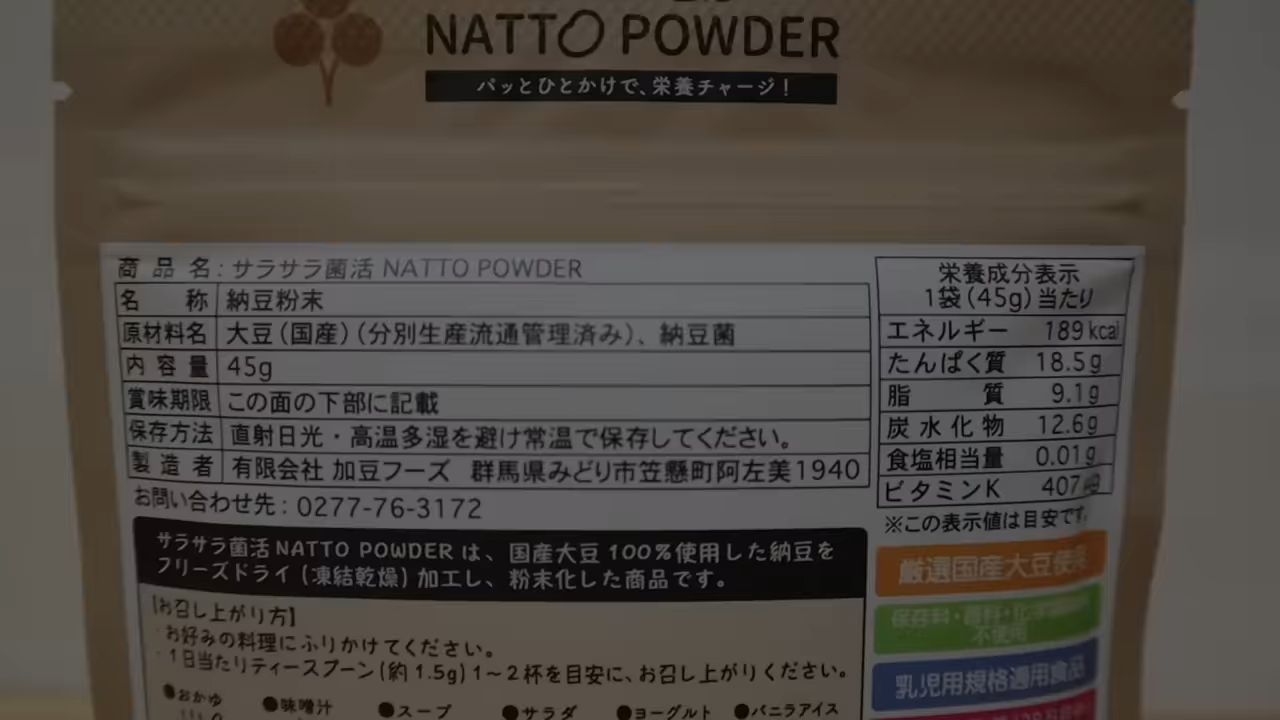 NATTO POWDER
パッとひとかけで、栄養チャージ!
商品名:サラサラ菌活 NATTO POWDER
名称 納豆粉末
原材料名 大豆(国産)(分別生産流通管理済み)、納豆菌
内容量 45g
賞味期限 この面の下部に記載
保存方法 直射日光・高温多湿を避け常温で保存してください。
製造者 有限会社 加豆フーズ 群馬県みどり市笠懸町阿左美1940
お問い合わせ先:0277-76-3172
栄養成分表示
1袋(45g)当たり
エネルギー 189kcal
たんぱく質 18.5g
脂質 9.1g
炭水化物 12.6g
食塩相当量 0.01g
ビタミンK 407
※この表示値は目安です。
サラサラ菌活 NATTO POWDER は、国産大豆100%使用した納豆を
フリーズドライ(凍結乾燥)加工し、粉末化した商品です。
【お召し上がり方】
・お好みの料理にふりかけてください。
・1日当たりティースプーン(約1.5g)1〜2杯を目安に、お召し上がりください。
●おかゆ ●味噌汁 ●スープ ●サラダ ●ヨーグルト ●バニラアイス
厳選国産大豆使用
不使用
乳児用規格適用食品